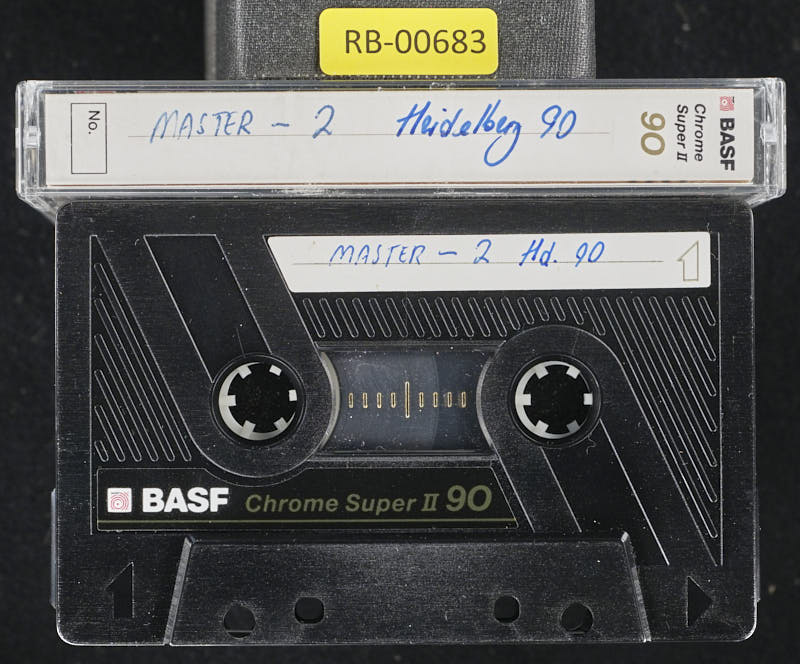 RB-00683
No.
MASTER - 2 Heidelberg 90
BASF
Chrome
Super II
90
MASTER - 2 Hd. 90
BASF Chrome Super II 90
1